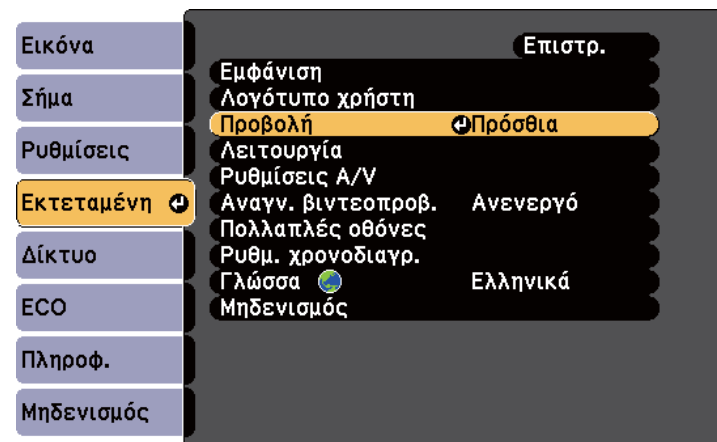 Εικόνα
Σήμα
Ρυθμίσεις
Εκτεταμένη
Δίκτυο
ECO
Πληροφ.
Μηδενισμός
Επιστρ.
Εμφάνιση
Λογότυπο χρήστη
Προβολή Πρόσθια
Λειτουργία
Ρυθμίσεις A/V
Αναγν. βιντεοπροβ. Ανενεργό
Πολλαπλές οθόνες
Ρυθμ. χρονοδιαγρ.
Γλώσσα Ελληνικά
Μηδενισμός